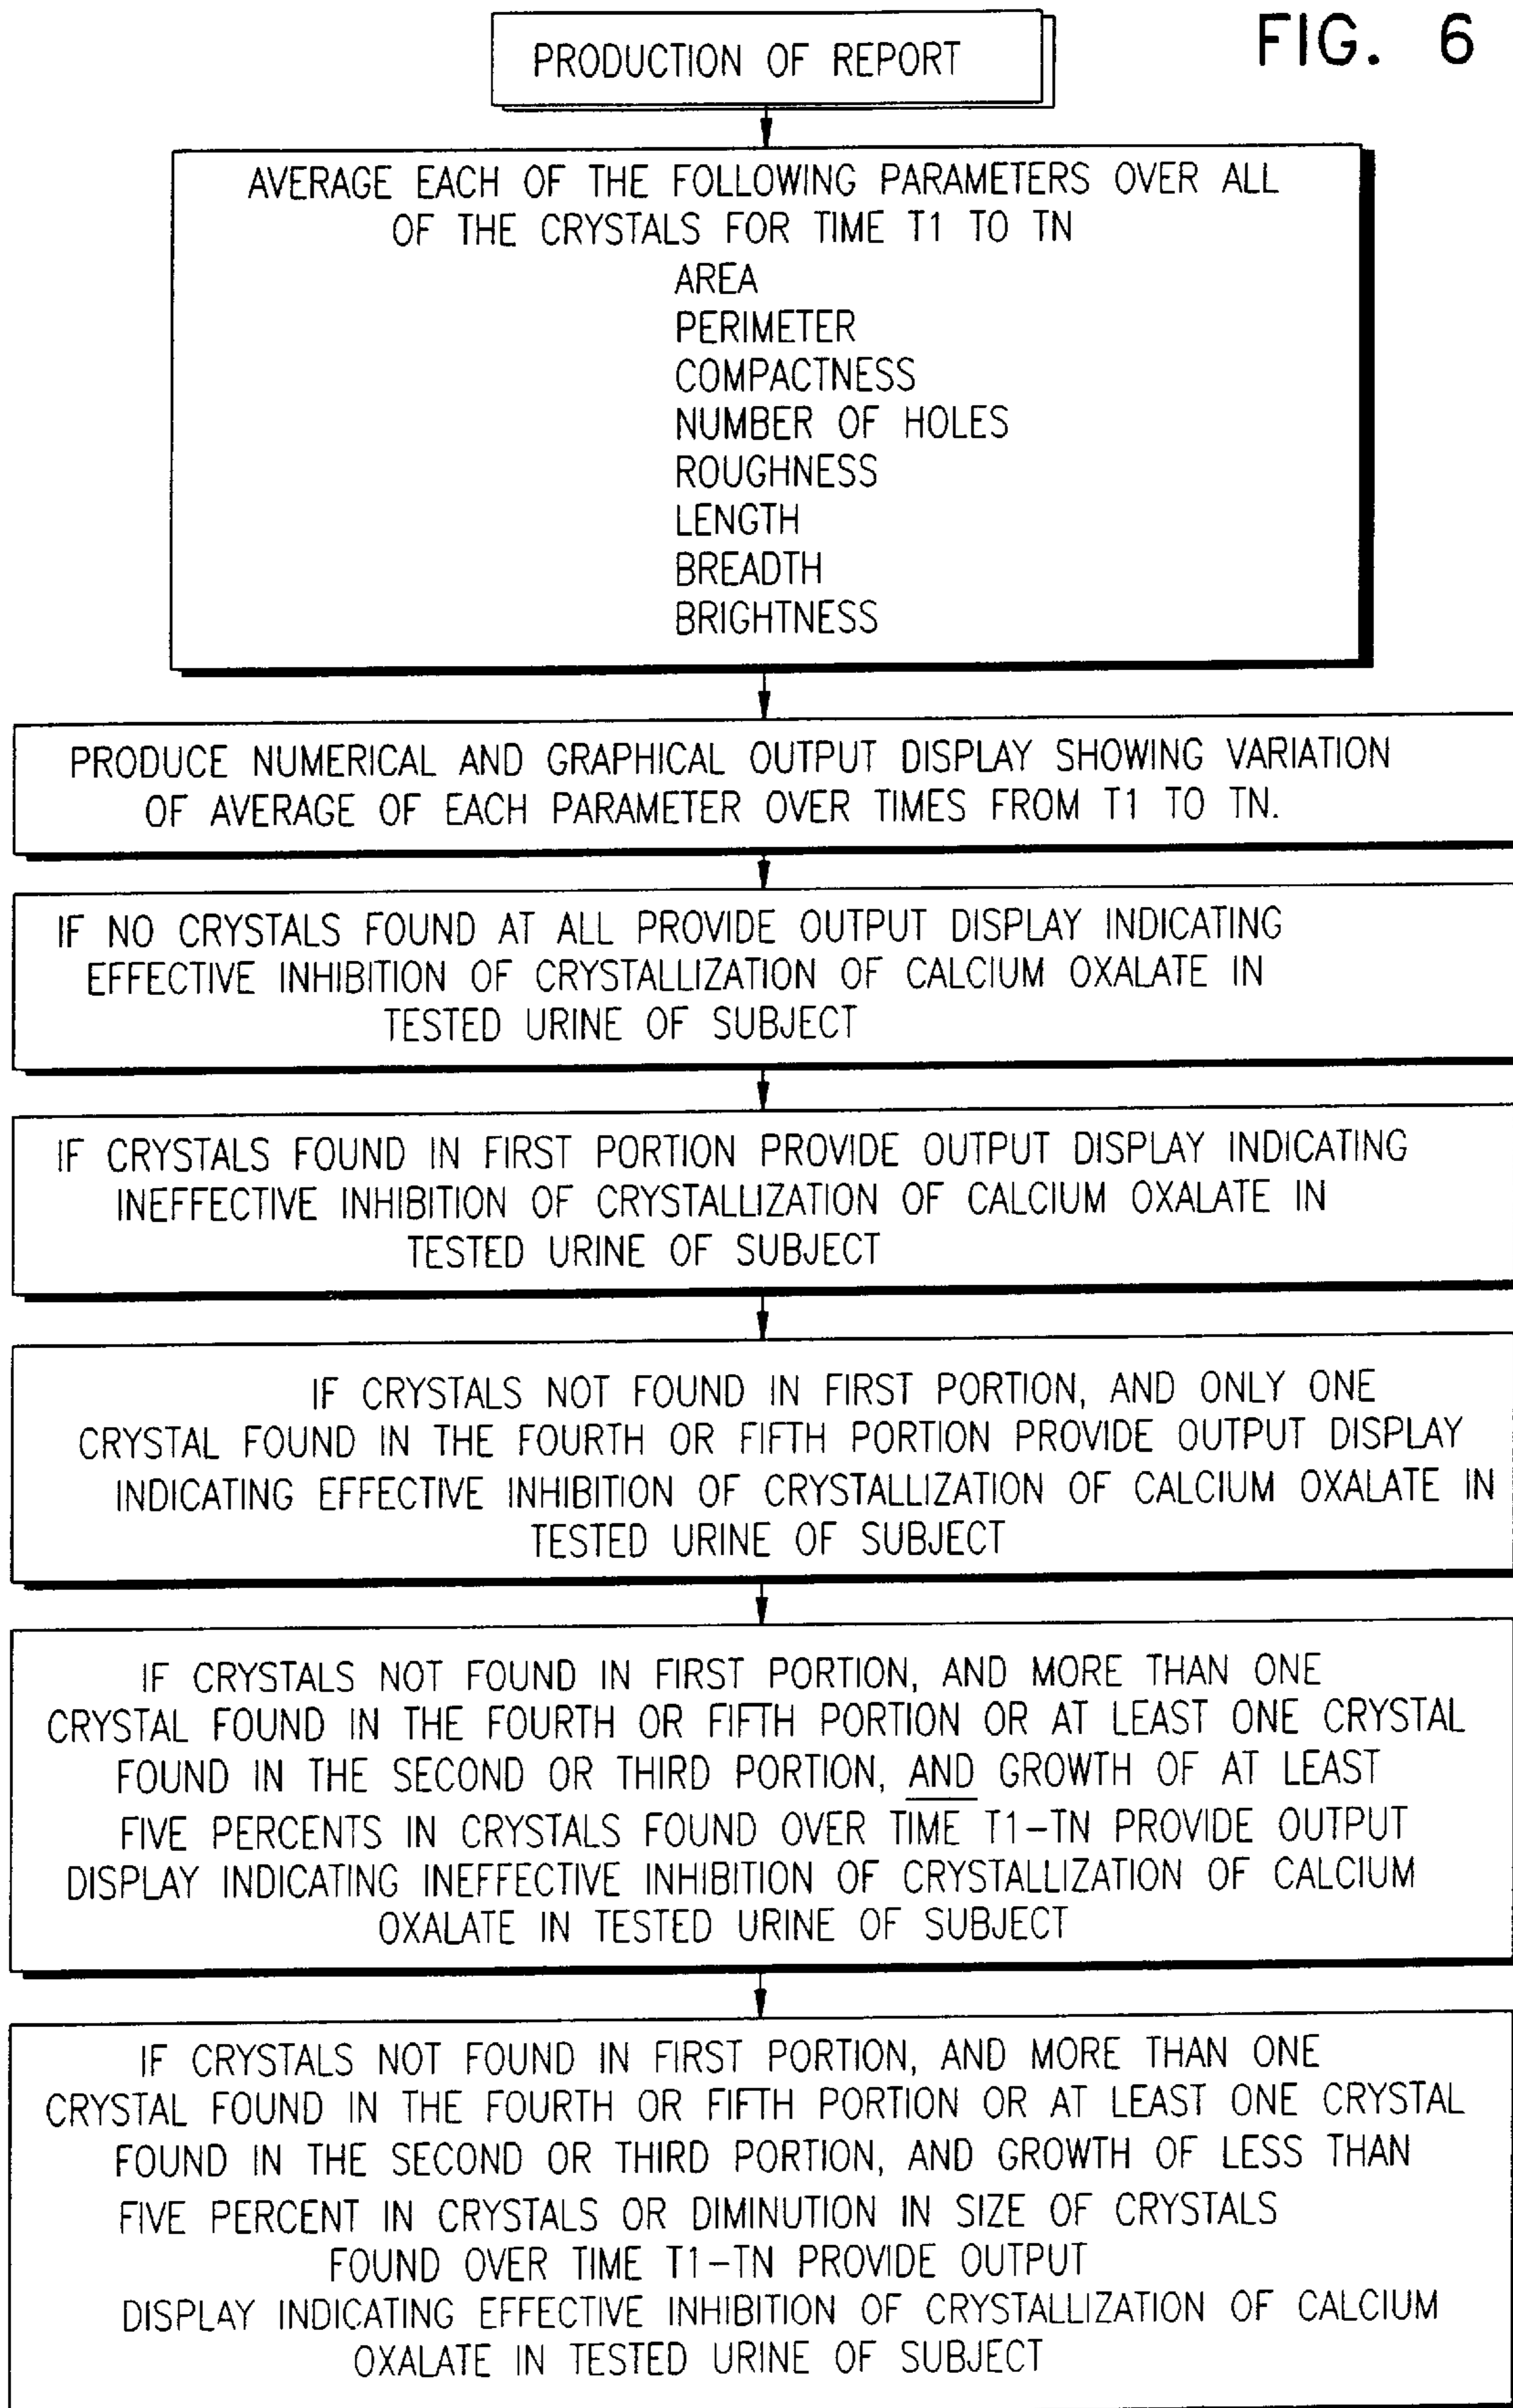 FIG. 6
PRODUCTION OF REPORT
AVERAGE EACH OF THE FOLLOWING PARAMETERS OVER ALL
OF THE CRYSTALS FOR TIME T1 TO TN
AREA
PERIMETER
COMPACTNESS
NUMBER OF HOLES
ROUGHNESS
LENGTH
BREADTH
BRIGHTNESS
PRODUCE NUMERICAL AND GRAPHICAL OUTPUT DISPLAY SHOWING VARIATION
OF AVERAGE OF EACH PARAMETER OVER TIMES FROM T1 TO TN.
IF NO CRYSTALS FOUND AT ALL PROVIDE OUTPUT DISPLAY INDICATING
EFFECTIVE INHIBITION OF CRYSTALLIZATION OF CALCIUM OXALATE IN
TESTED URINE OF SUBJECT
IF CRYSTALS FOUND IN FIRST PORTION PROVIDE OUTPUT DISPLAY INDICATING
INEFFECTIVE INHIBITION OF CRYSTALLIZATION OF CALCIUM OXALATE IN
TESTED URINE OF SUBJECT
IF CRYSTALS NOT FOUND IN FIRST PORTION, AND ONLY ONE
CRYSTAL FOUND IN THE FOURTH OR FIFTH PORTION PROVIDE OUTPUT DISPLAY
INDICATING EFFECTIVE INHIBITION OF CRYSTALLIZATION OF CALCIUM OXALATE IN
TESTED URINE OF SUBJECT
IF CRYSTALS NOT FOUND IN FIRST PORTION, AND MORE THAN ONE
CRYSTAL FOUND IN THE FOURTH OR FIFTH PORTION OR AT LEAST ONE CRYSTAL
FOUND IN THE SECOND OR THIRD PORTION, AND GROWTH OF AT LEAST
FIVE PERCENTS IN CRYSTALS FOUND OVER TIME T1-TN PROVIDE OUTPUT
DISPLAY INDICATING INEFFECTIVE INHIBITION OF CRYSTALLIZATION OF CALCIUM
OXALATE IN TESTED URINE OF SUBJECT
IF CRYSTALS NOT FOUND IN FIRST PORTION, AND MORE THAN ONE
CRYSTAL FOUND IN THE FOURTH OR FIFTH PORTION OR AT LEAST ONE CRYSTAL
FOUND IN THE SECOND OR THIRD PORTION, AND GROWTH OF LESS THAN
FIVE PERCENT IN CRYSTALS OR DIMINUTION IN SIZE OF CRYSTALS
FOUND OVER TIME T1-TN PROVIDE OUTPUT
DISPLAY INDICATING EFFECTIVE INHIBITION OF CRYSTALLIZATION OF CALCIUM
OXALATE IN TESTED URINE OF SUBJECT